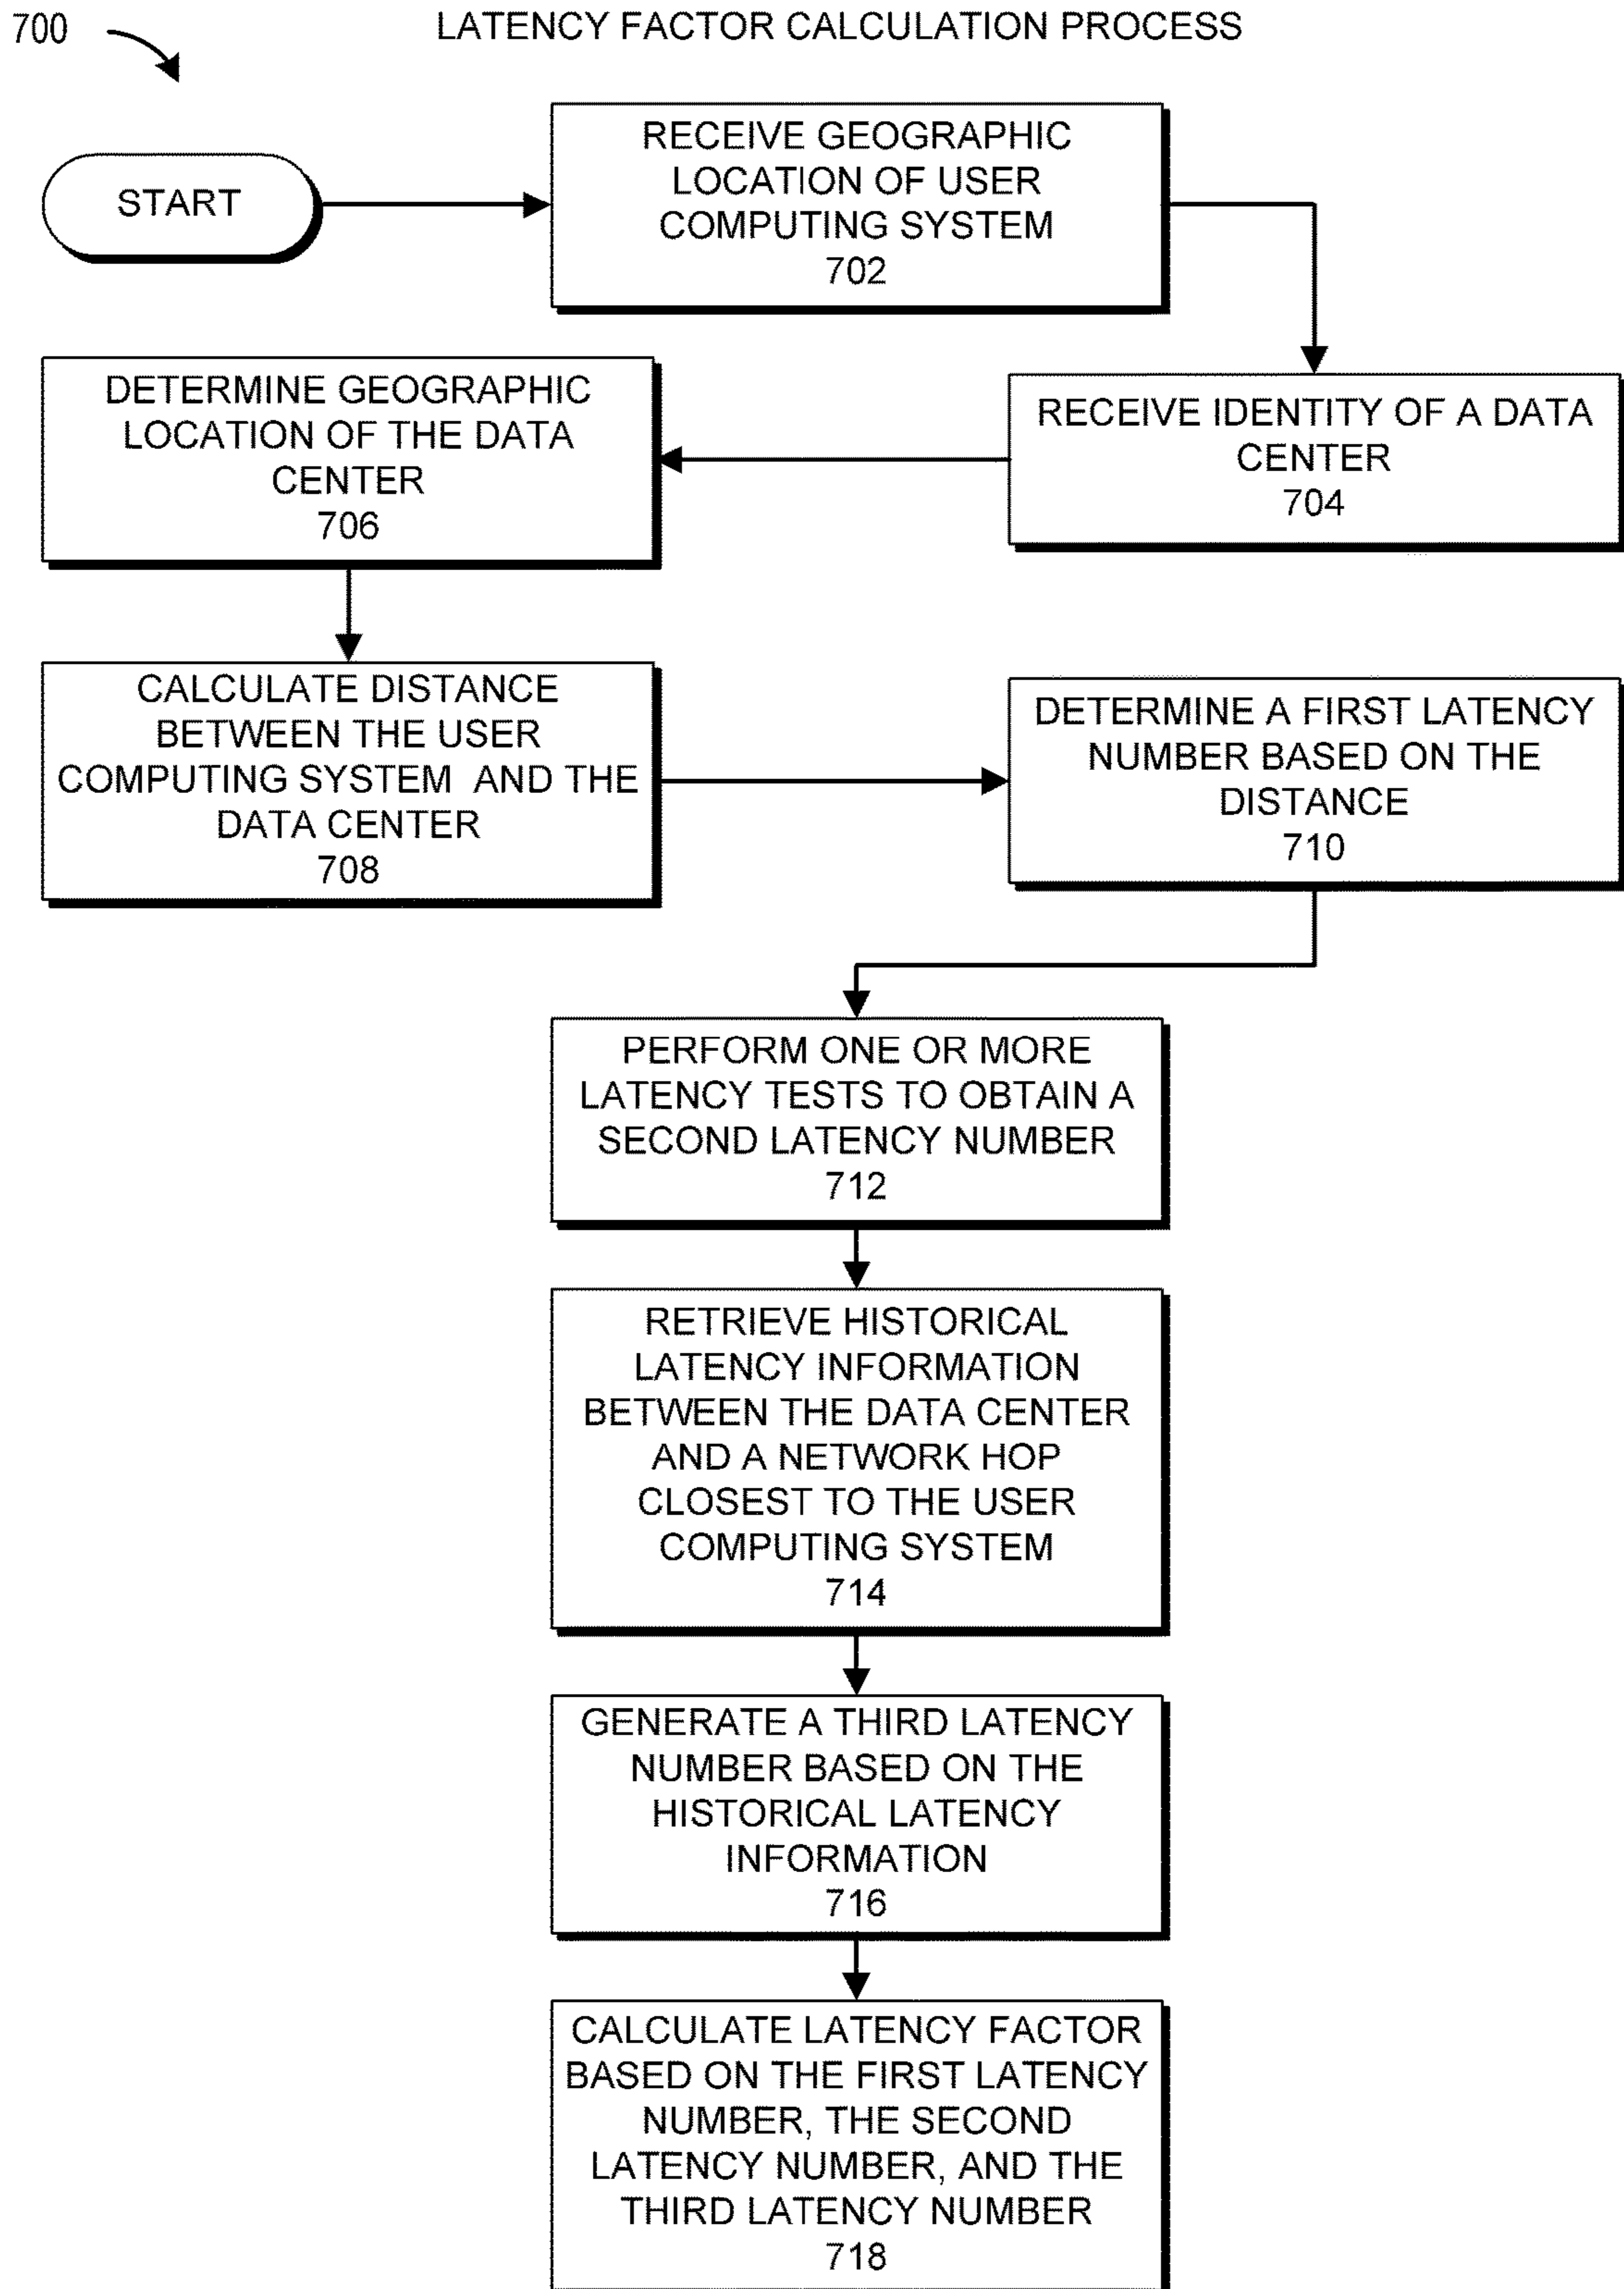 700
LATENCY FACTOR CALCULATION PROCESS
START
RECEIVE GEOGRAPHIC
LOCATION OF USER
COMPUTING SYSTEM
702
RECEIVE IDENTITY OF A DATA
CENTER
704
DETERMINE GEOGRAPHIC
LOCATION OF THE DATA
CENTER
706
CALCULATE DISTANCE
BETWEEN THE USER
COMPUTING SYSTEM AND THE
DATA CENTER
708
DETERMINE A FIRST LATENCY
NUMBER BASED ON THE
DISTANCE
710
PERFORM ONE OR MORE
LATENCY TESTS TO OBTAIN A
SECOND LATENCY NUMBER
712
RETRIEVE HISTORICAL
LATENCY INFORMATION
BETWEEN THE DATA CENTER
AND A NETWORK HOP
CLOSEST TO THE USER
COMPUTING SYSTEM
714
GENERATE A THIRD LATENCY
NUMBER BASED ON THE
HISTORICAL LATENCY
INFORMATION
716
CALCULATE LATENCY FACTOR
BASED ON THE FIRST LATENCY
NUMBER, THE SECOND
LATENCY NUMBER, AND THE
THIRD LATENCY NUMBER
718